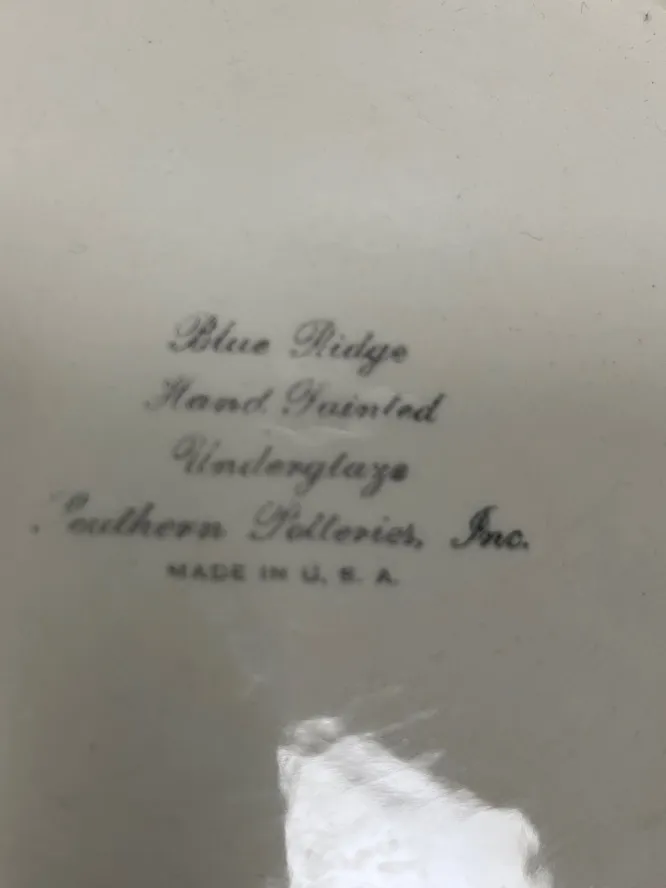 Blue Ridge
Hand Painted
Underglaze
Southern Potteries, Inc.
MADE IN U. S. A.